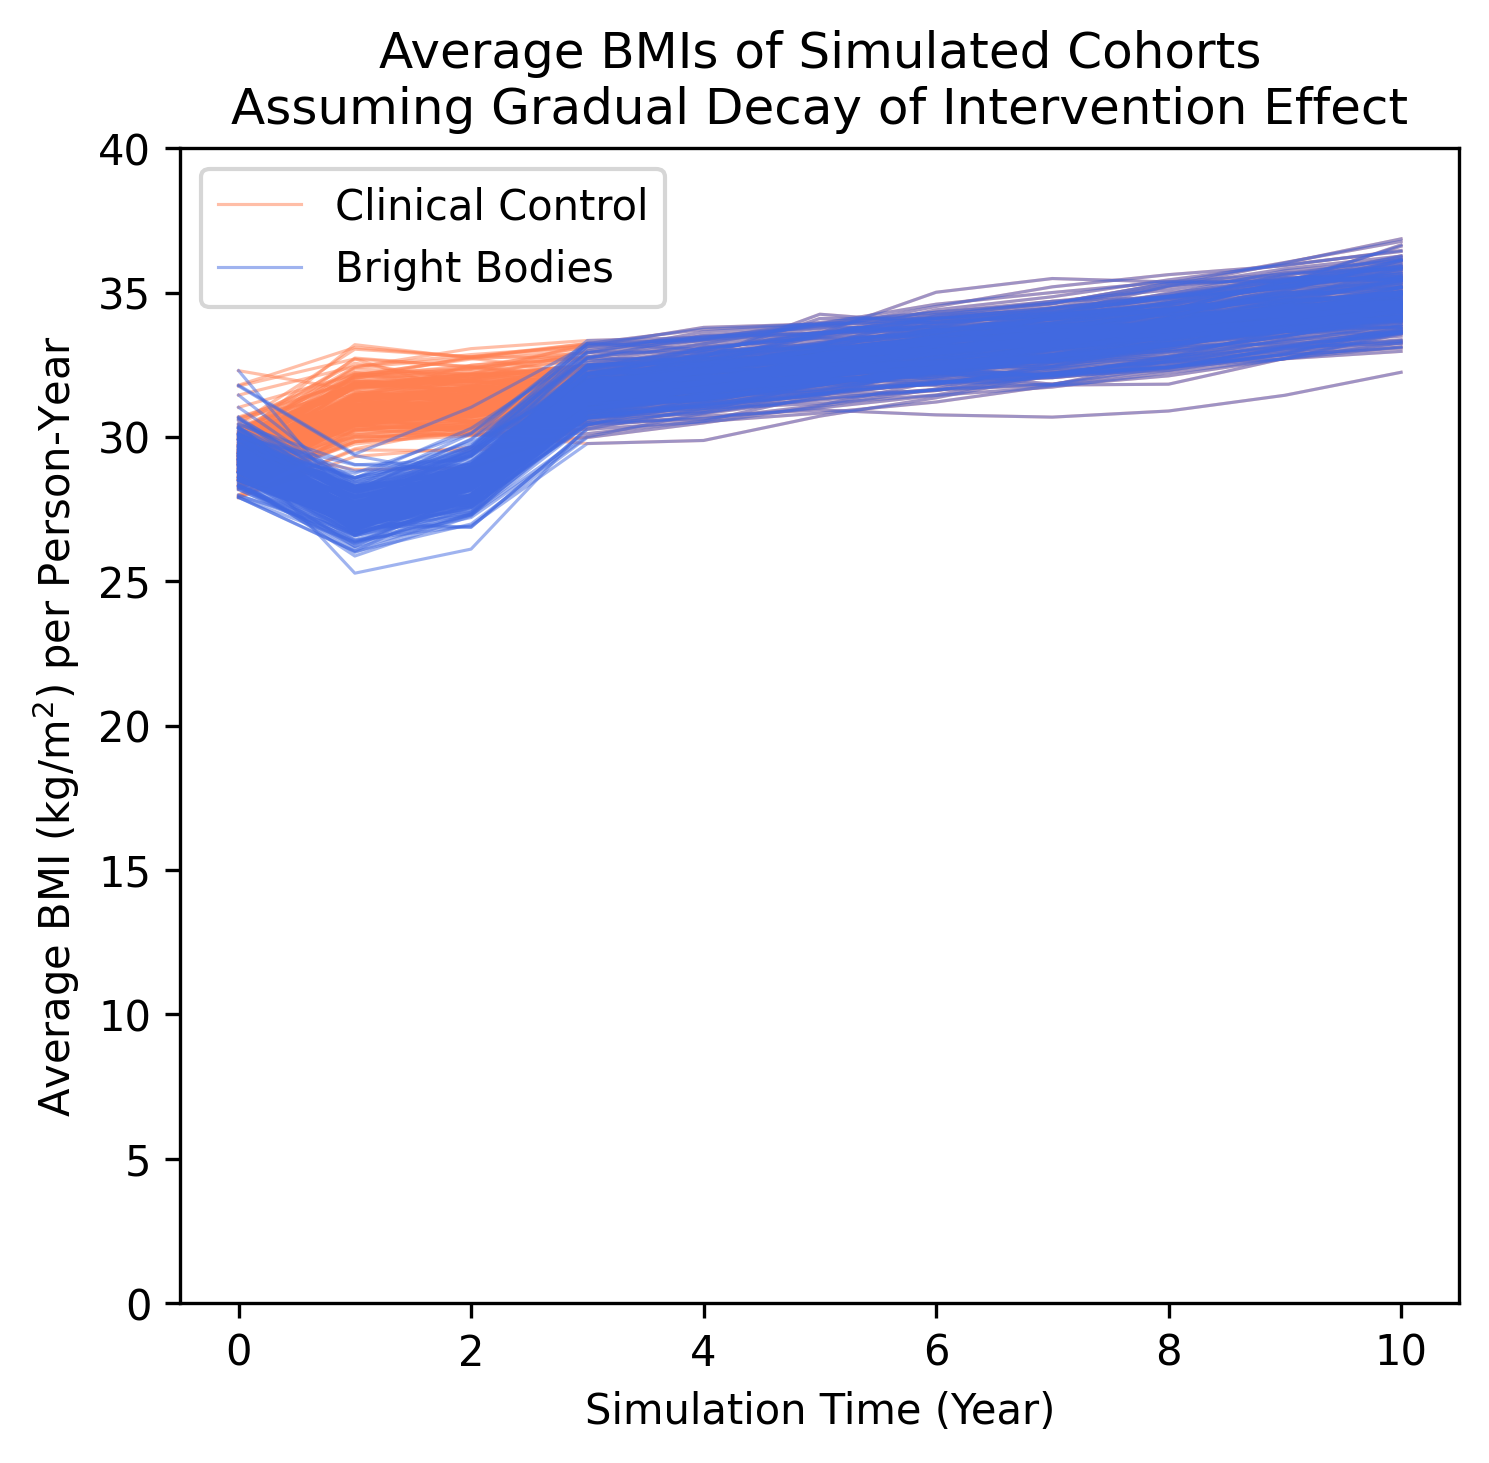 Average BMIs of Simulated Cohorts
Assuming Gradual Decay of Intervention Effect
Clinical Control
Bright Bodies
Average BMI (kg/m²) per Person-Year
40
35
30
25
20
15
10
5
0
0 2 4 6 8 10
Simulation Time (Year)